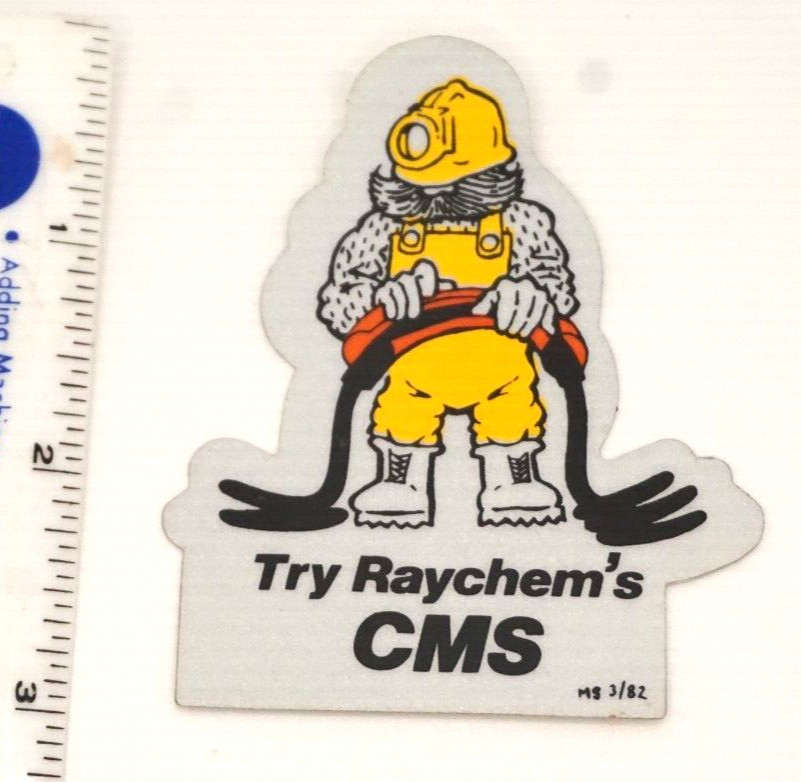 Try Raychem's
CMS
MS 3/82
1
2
3
• Adding